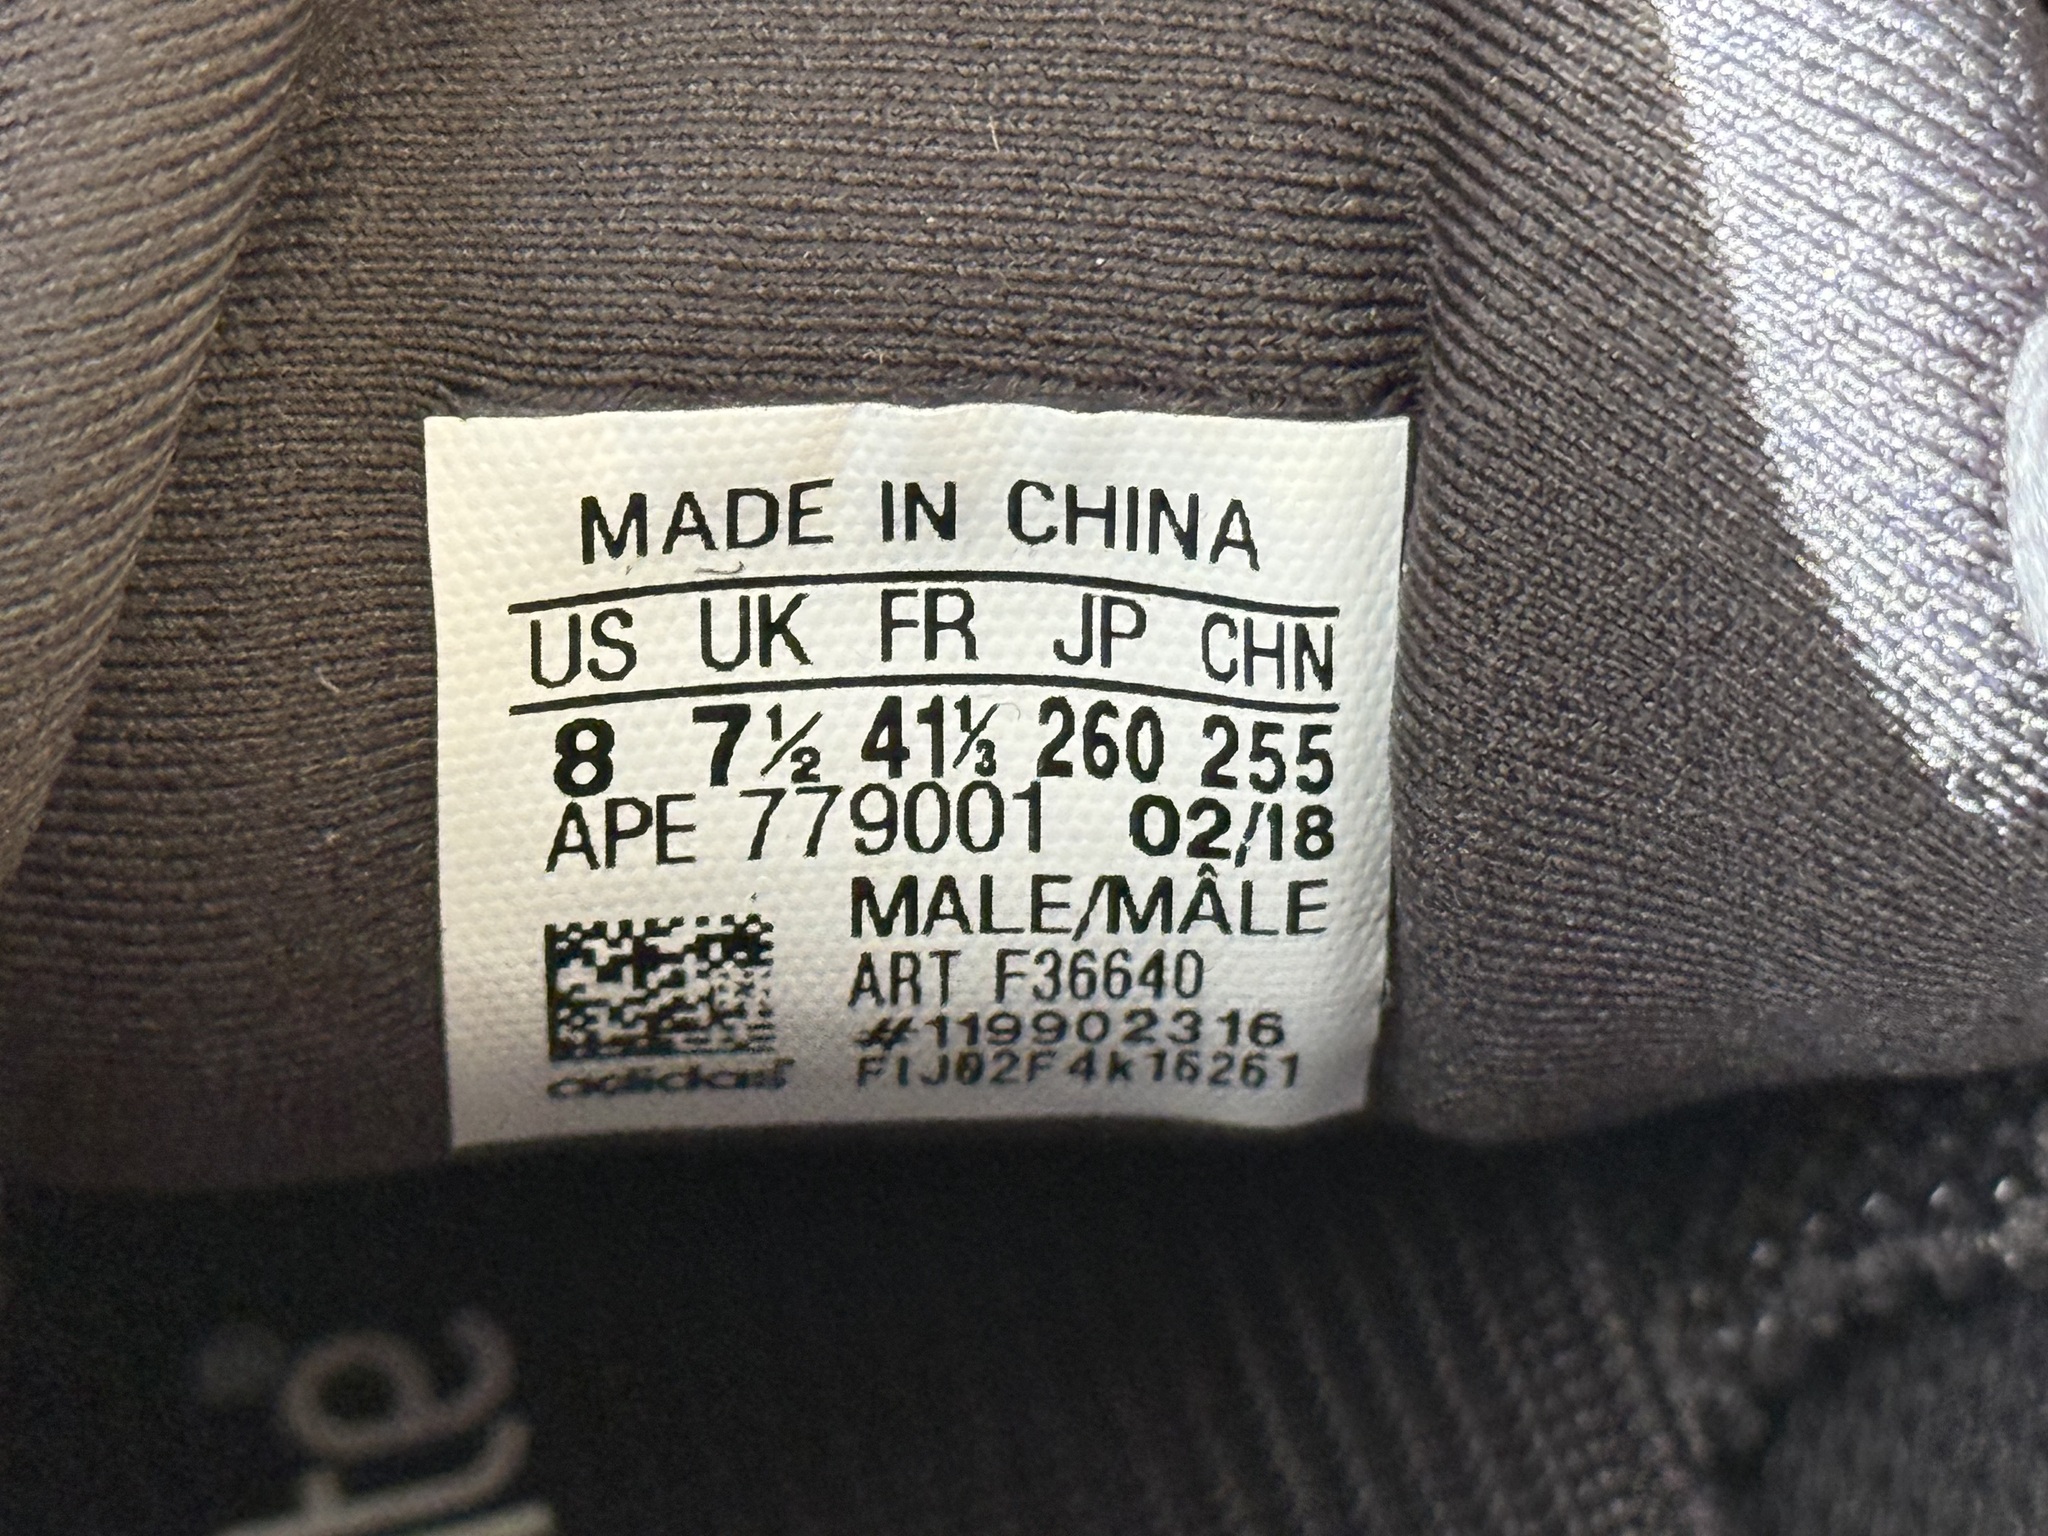 MADE IN CHINA
US UK FR JP CHN
8 7½ 41⅓ 260 255
APE 779001 02/18
MALE/MÂLE
ART F36640
#119902316
adidas F1J02F4k16261